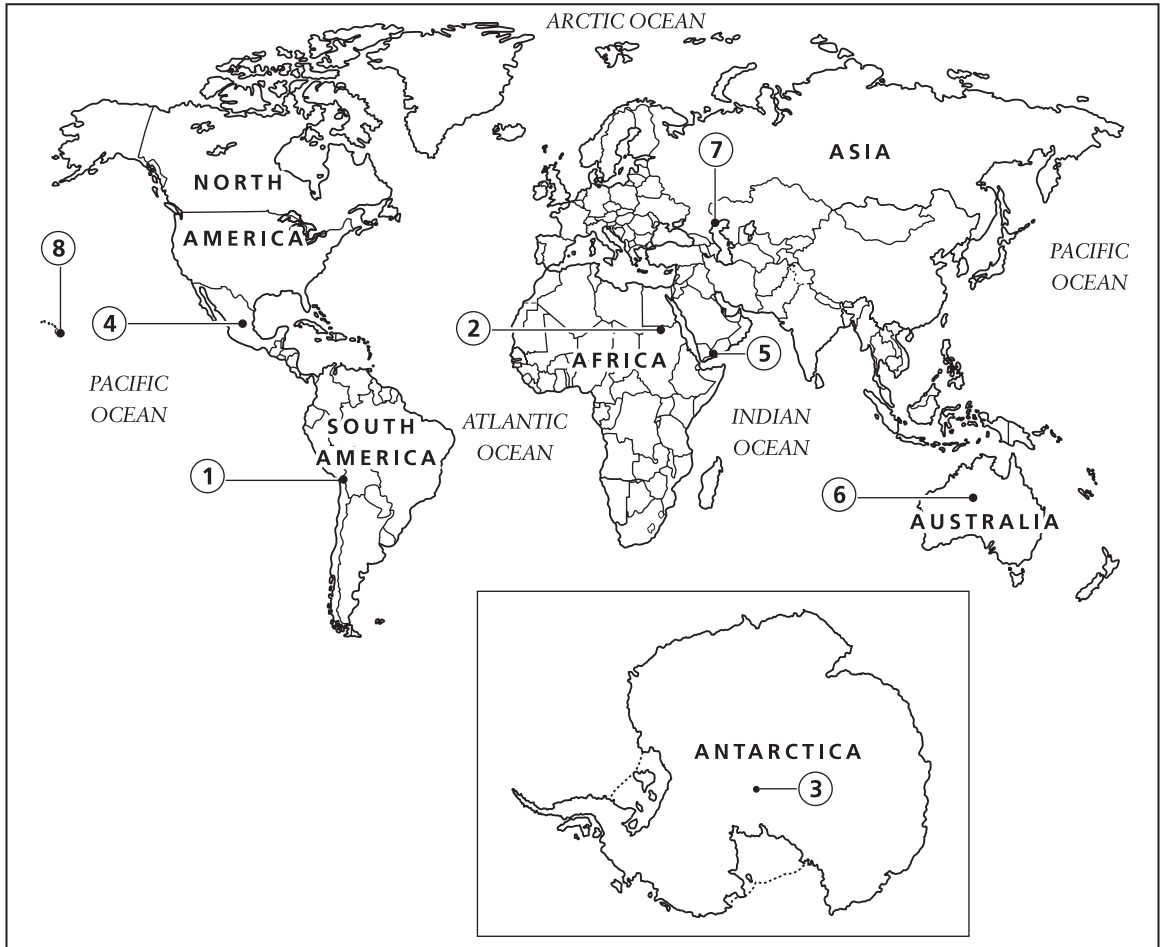 ARCTIC OCEAN
7
ASIA
NORTH
AMERICA
8
PACIFIC
OCEAN
4
2
5
AFRICA
PACIFIC
OCEAN
ATLANTIC
OCEAN
INDIAN
OCEAN
SOUTH
AMERICA
1
6
AUSTRALIA
ANTARCTICA
3